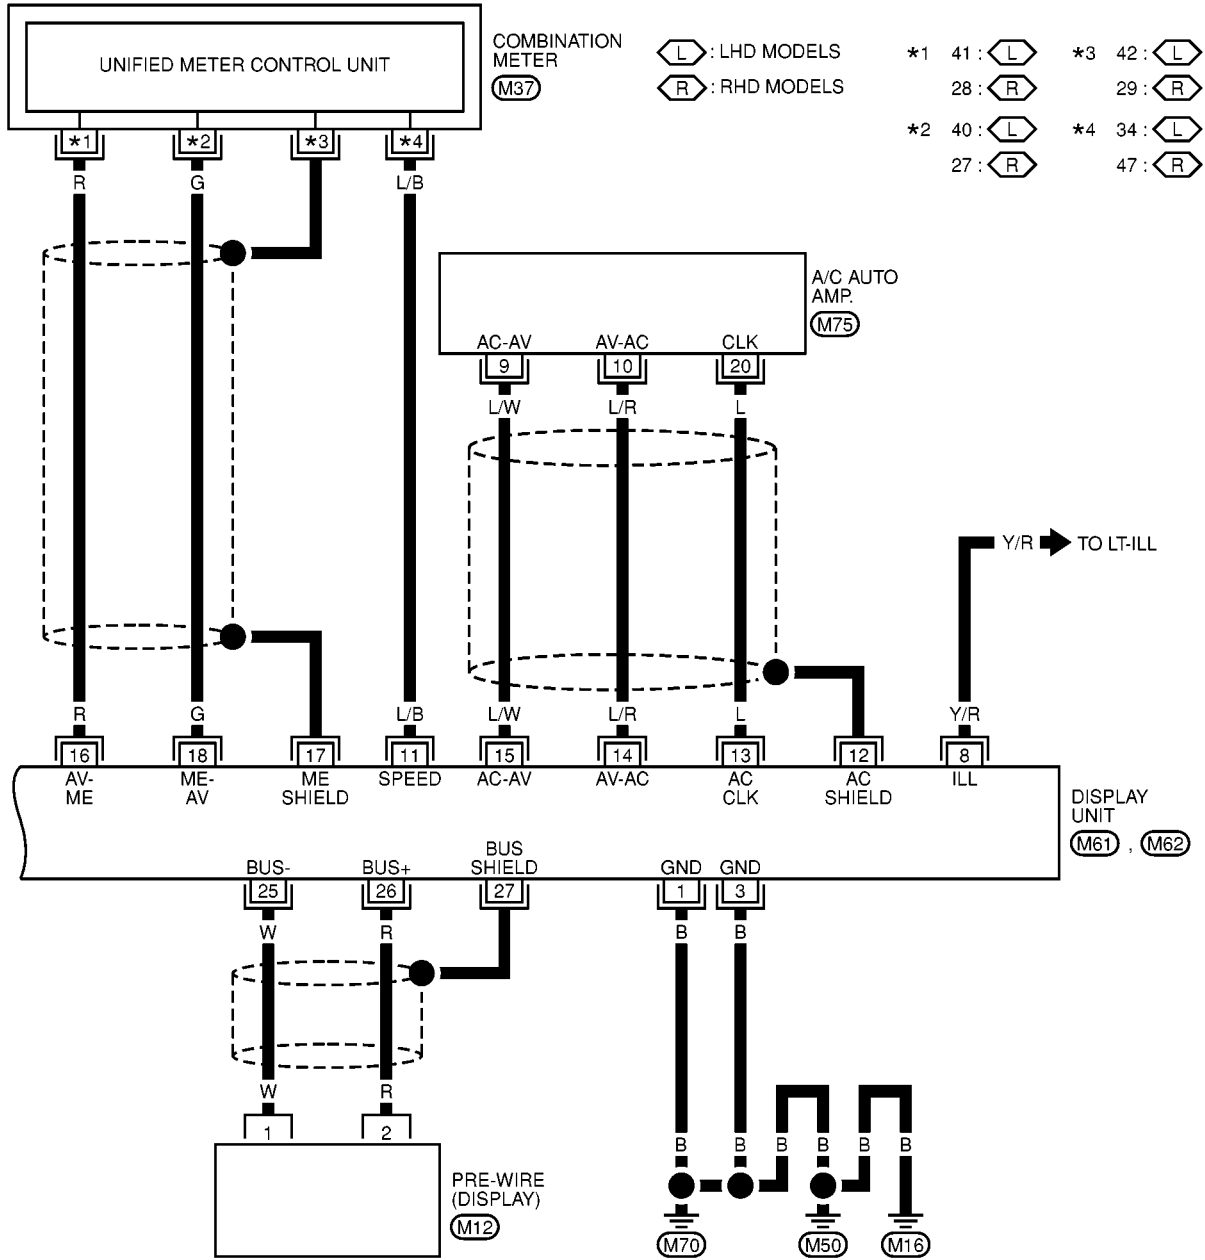 UNIFIED METER CONTROL UNIT
COMBINATION
METER
M37
L : LHD MODELS
R : RHD MODELS
*1 41 : L
28 : R
*2 40 : L
27 : R
*3 42 : L
29 : R
*4 34 : L
47 : R
*1 *2 *3 *4
R G L/B
A/C AUTO
AMP.
M75
AC-AV AV-AC CLK
9 10 20
L/W L/R L
Y/R TO LT-ILL
R G L/B L/W L/R L Y/R
16 18 17 11 15 14 13 12 8
AV-
ME
ME-
AV
ME
SHIELD
SPEED
AC-AV
AV-AC
AC
CLK
AC
SHIELD
ILL
DISPLAY
UNIT
M61 , M62
BUS-
BUS+
BUS
SHIELD
GND GND
25 26 27 1 3
W R B B
W R
1 2
B B B B B B
PRE-WIRE
(DISPLAY)
M12
M70 M50 M16